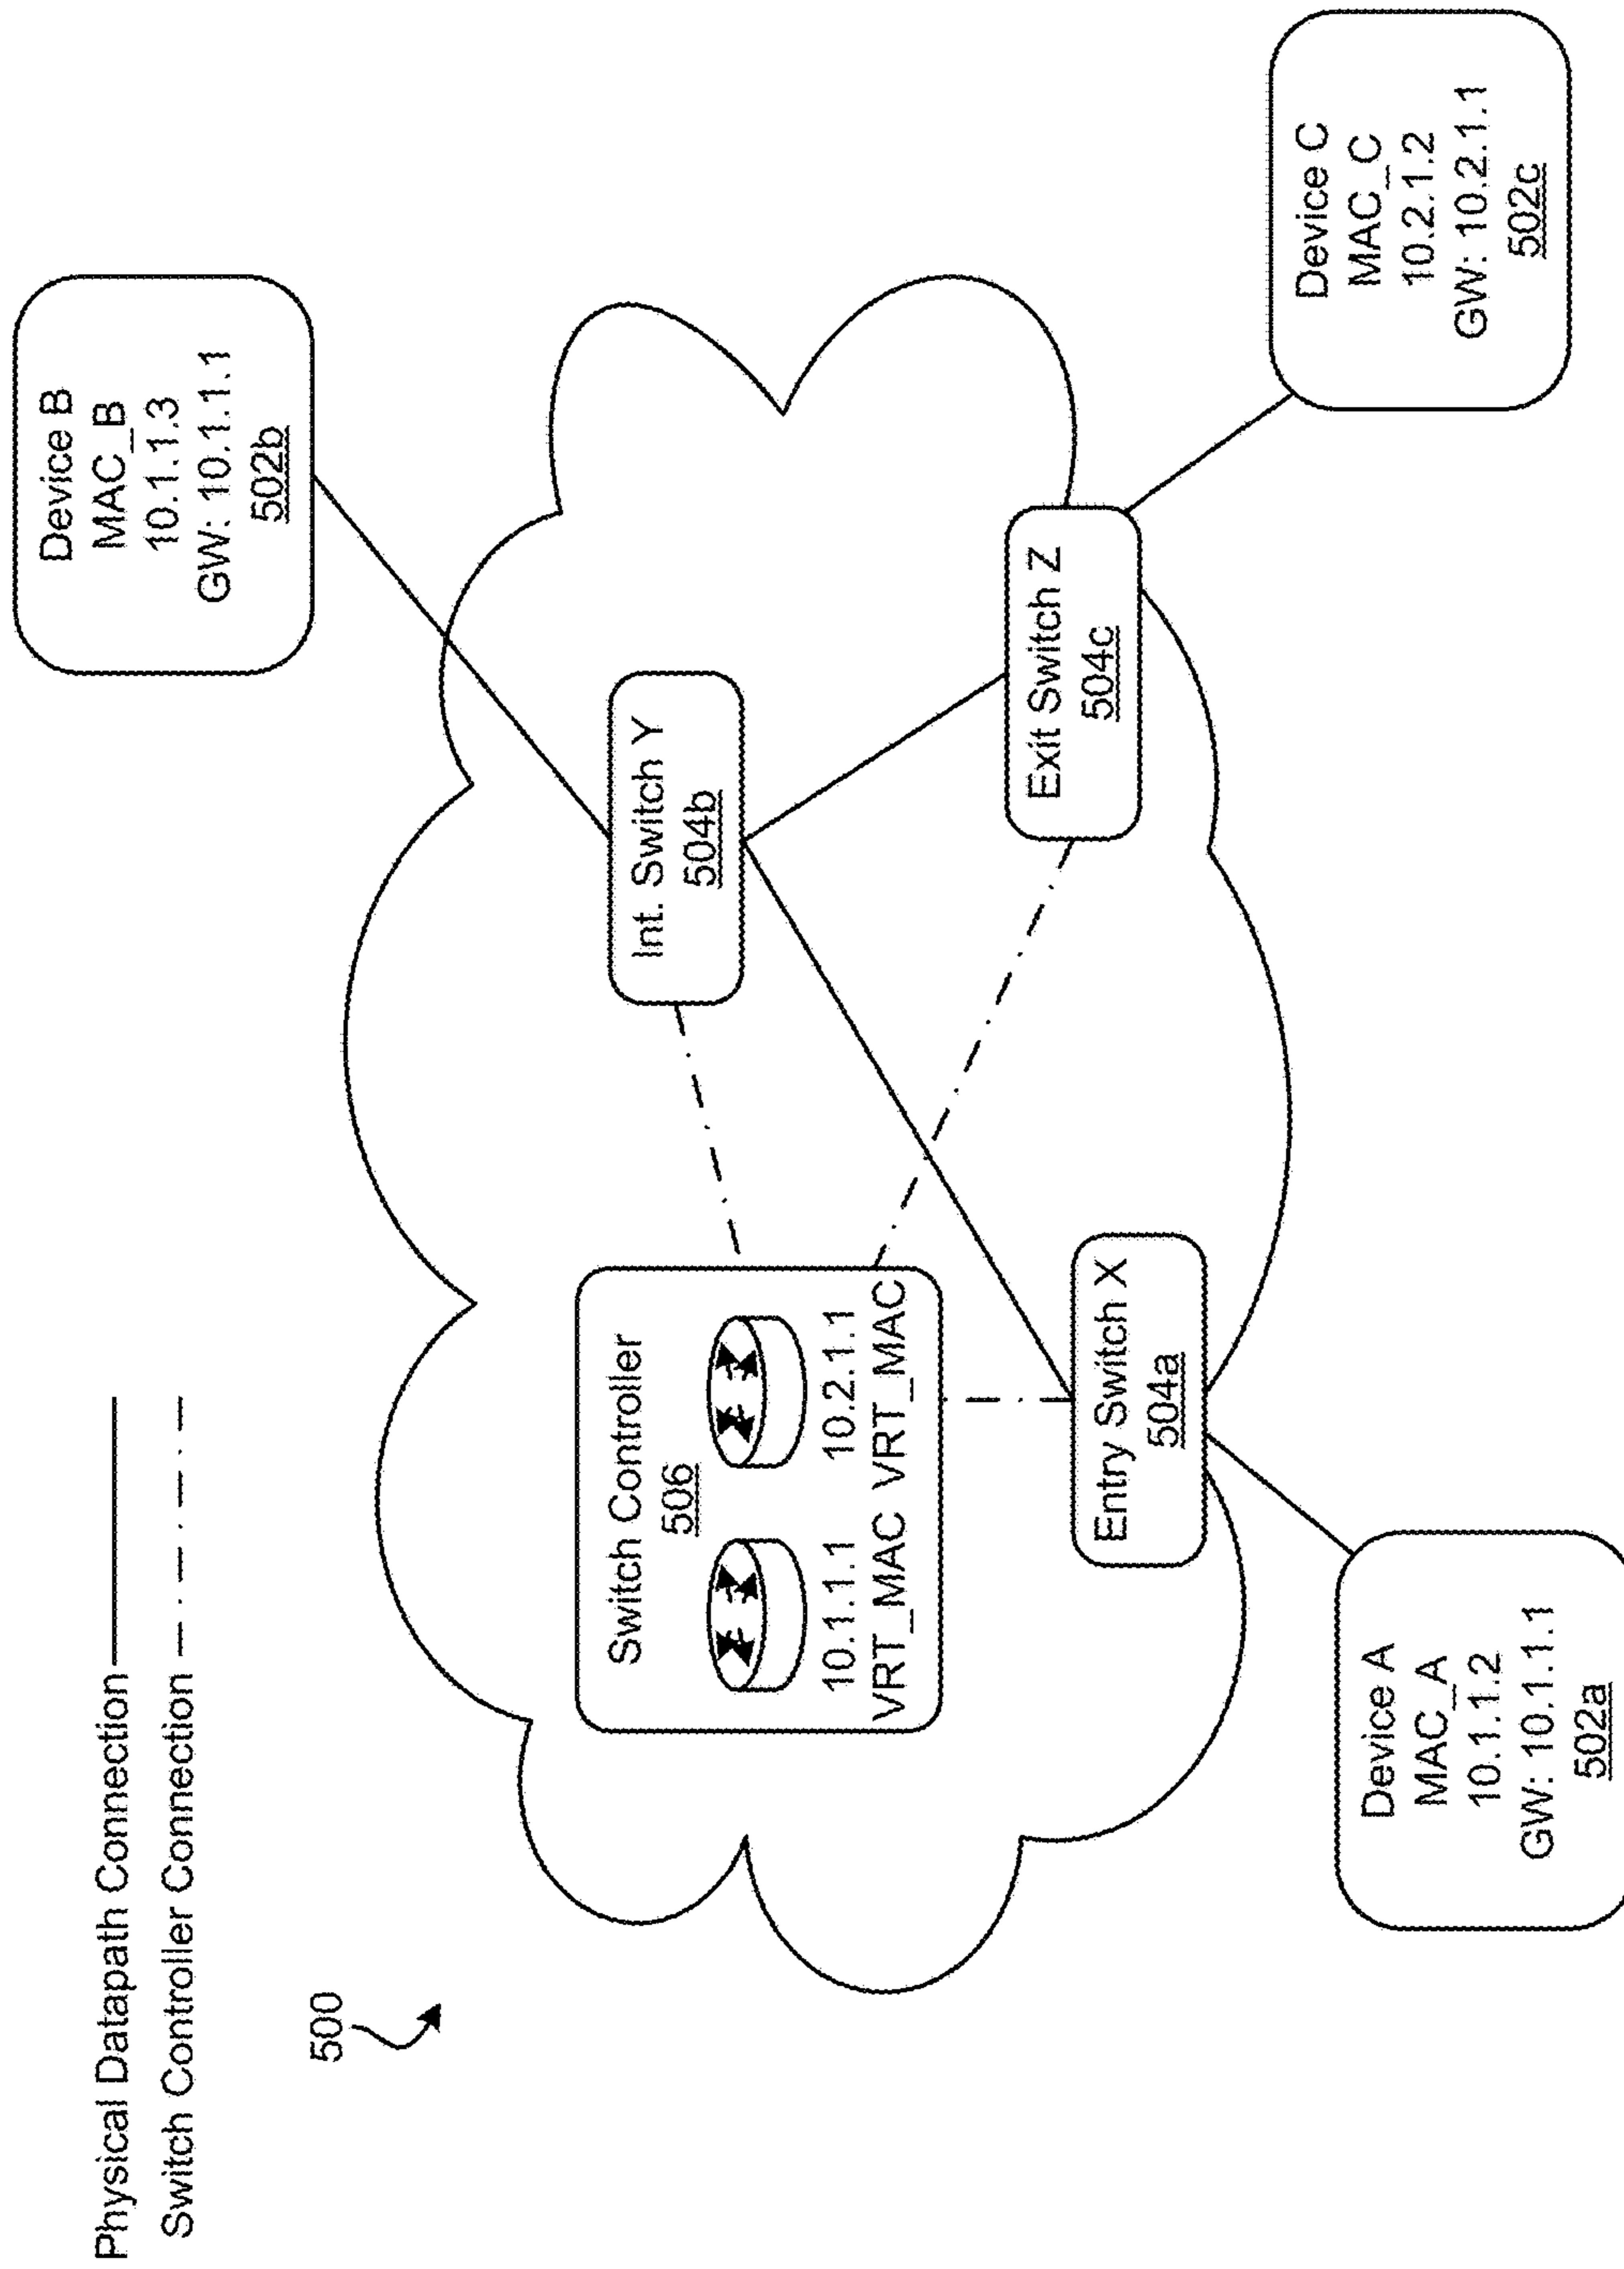 Physical Datapath Connection
Switch Controller Connection
500
Device B
MAC_B
10.1.1.3
GW: 10.1.1.1
502b
Switch Controller
506
10.1.1.1 10.2.1.1
VRT_MAC VRT_MAC
Int. Switch Y
504b
Exit Switch Z
504c
Entry Switch X
504a
Device A
MAC_A
10.1.1.2
GW: 10.1.1.1
502a
Device C
MAC_C
10.2.1.2
GW: 10.2.1.1
502c